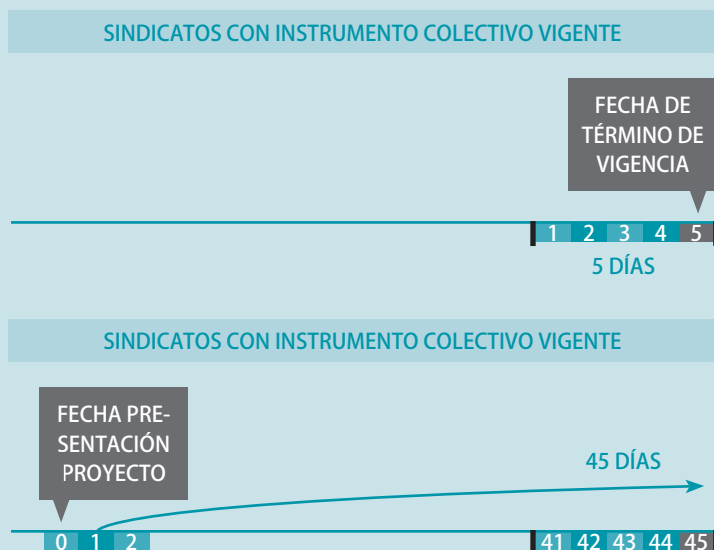 SINDICATOS CON INSTRUMENTO COLECTIVO VIGENTE
FECHA DE
TÉRMINO DE
VIGENCIA
1 2 3 4 5
5 DÍAS
SINDICATOS CON INSTRUMENTO COLECTIVO VIGENTE
FECHA PRE-
SENTACIÓN
PROYECTO
45 DÍAS
0 1 2 41 42 43 44 45